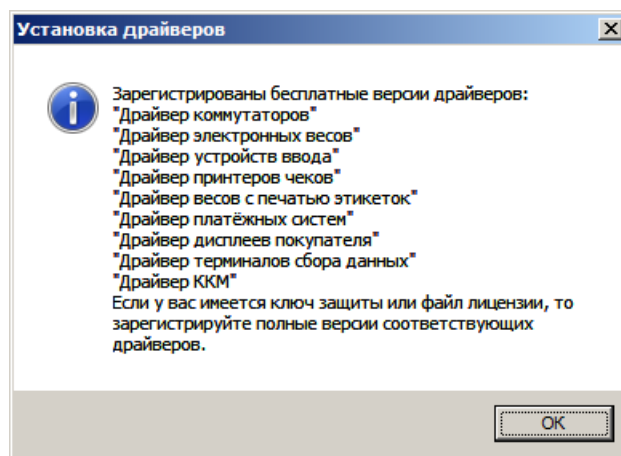 Установка драйверов
Зарегистрированы бесплатные версии драйверов:
"Драйвер коммутаторов"
"Драйвер электронных весов"
"Драйвер устройств ввода"
"Драйвер принтеров чеков"
"Драйвер весов с печатью этикеток"
"Драйвер платёжных систем"
"Драйвер дисплеев покупателя"
"Драйвер терминалов сбора данных"
"Драйвер ККМ"
Если у вас имеется ключ защиты или файл лицензии, то
зарегистрируйте полные версии соответствующих
драйверов.
OK